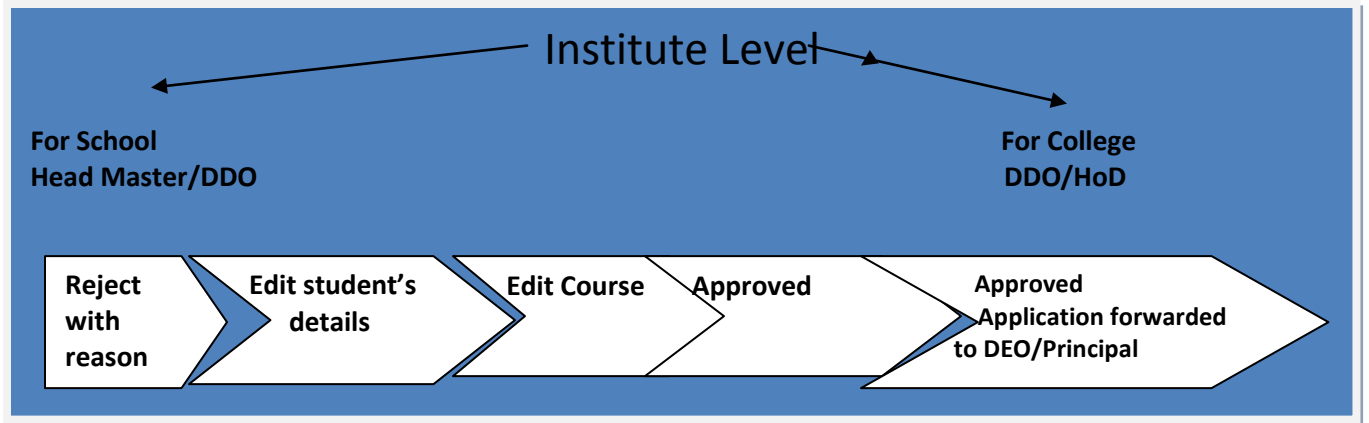 Institute Level
For School
Head Master/DDO
For College
DDO/HoD
Reject
with
reason
Edit student’s
details
Edit Course
Approved
Approved
Application forwarded
to DEO/Principal